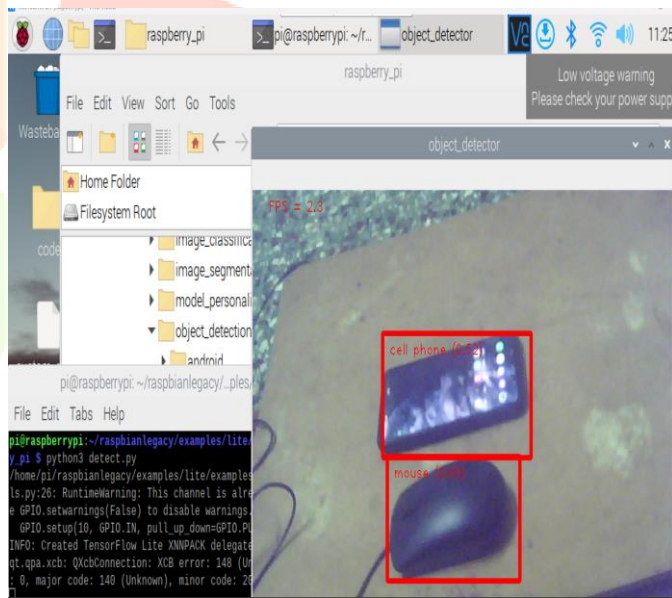 raspberry_pi
pi@raspberrypi: ~/r...
object_detector
11:25
raspberry_pi
Low voltage warning
Please check your power supp
File Edit View Sort Go Tools
Wasteba
object_detector
Home Folder
Filesystem Root
FPS = 2.3
code
image_classifica
image_segment
model_personali
object_detection
android
cell phone
pi@raspberrypi: ~/raspbianlegacy/...ples/
File Edit Tabs Help
mouse
pi@raspberrypi:~/raspbianlegacy/examples/lite/
y_pi $ python3 detect.py
/home/pi/raspbianlegacy/examples/lite/examples
ls.py:26: RuntimeWarning: This channel is alre
e GPIO.setwarnings(False) to disable warnings.
GPIO.setup(10, GPIO.IN, pull_up_down=GPIO.PU
INFO: Created TensorFlow Lite XNNPACK delegate
qt.qpa.xcb: QXcbConnection: XCB error: 148 (Un
: 0, major code: 140 (Unknown), minor code: 20